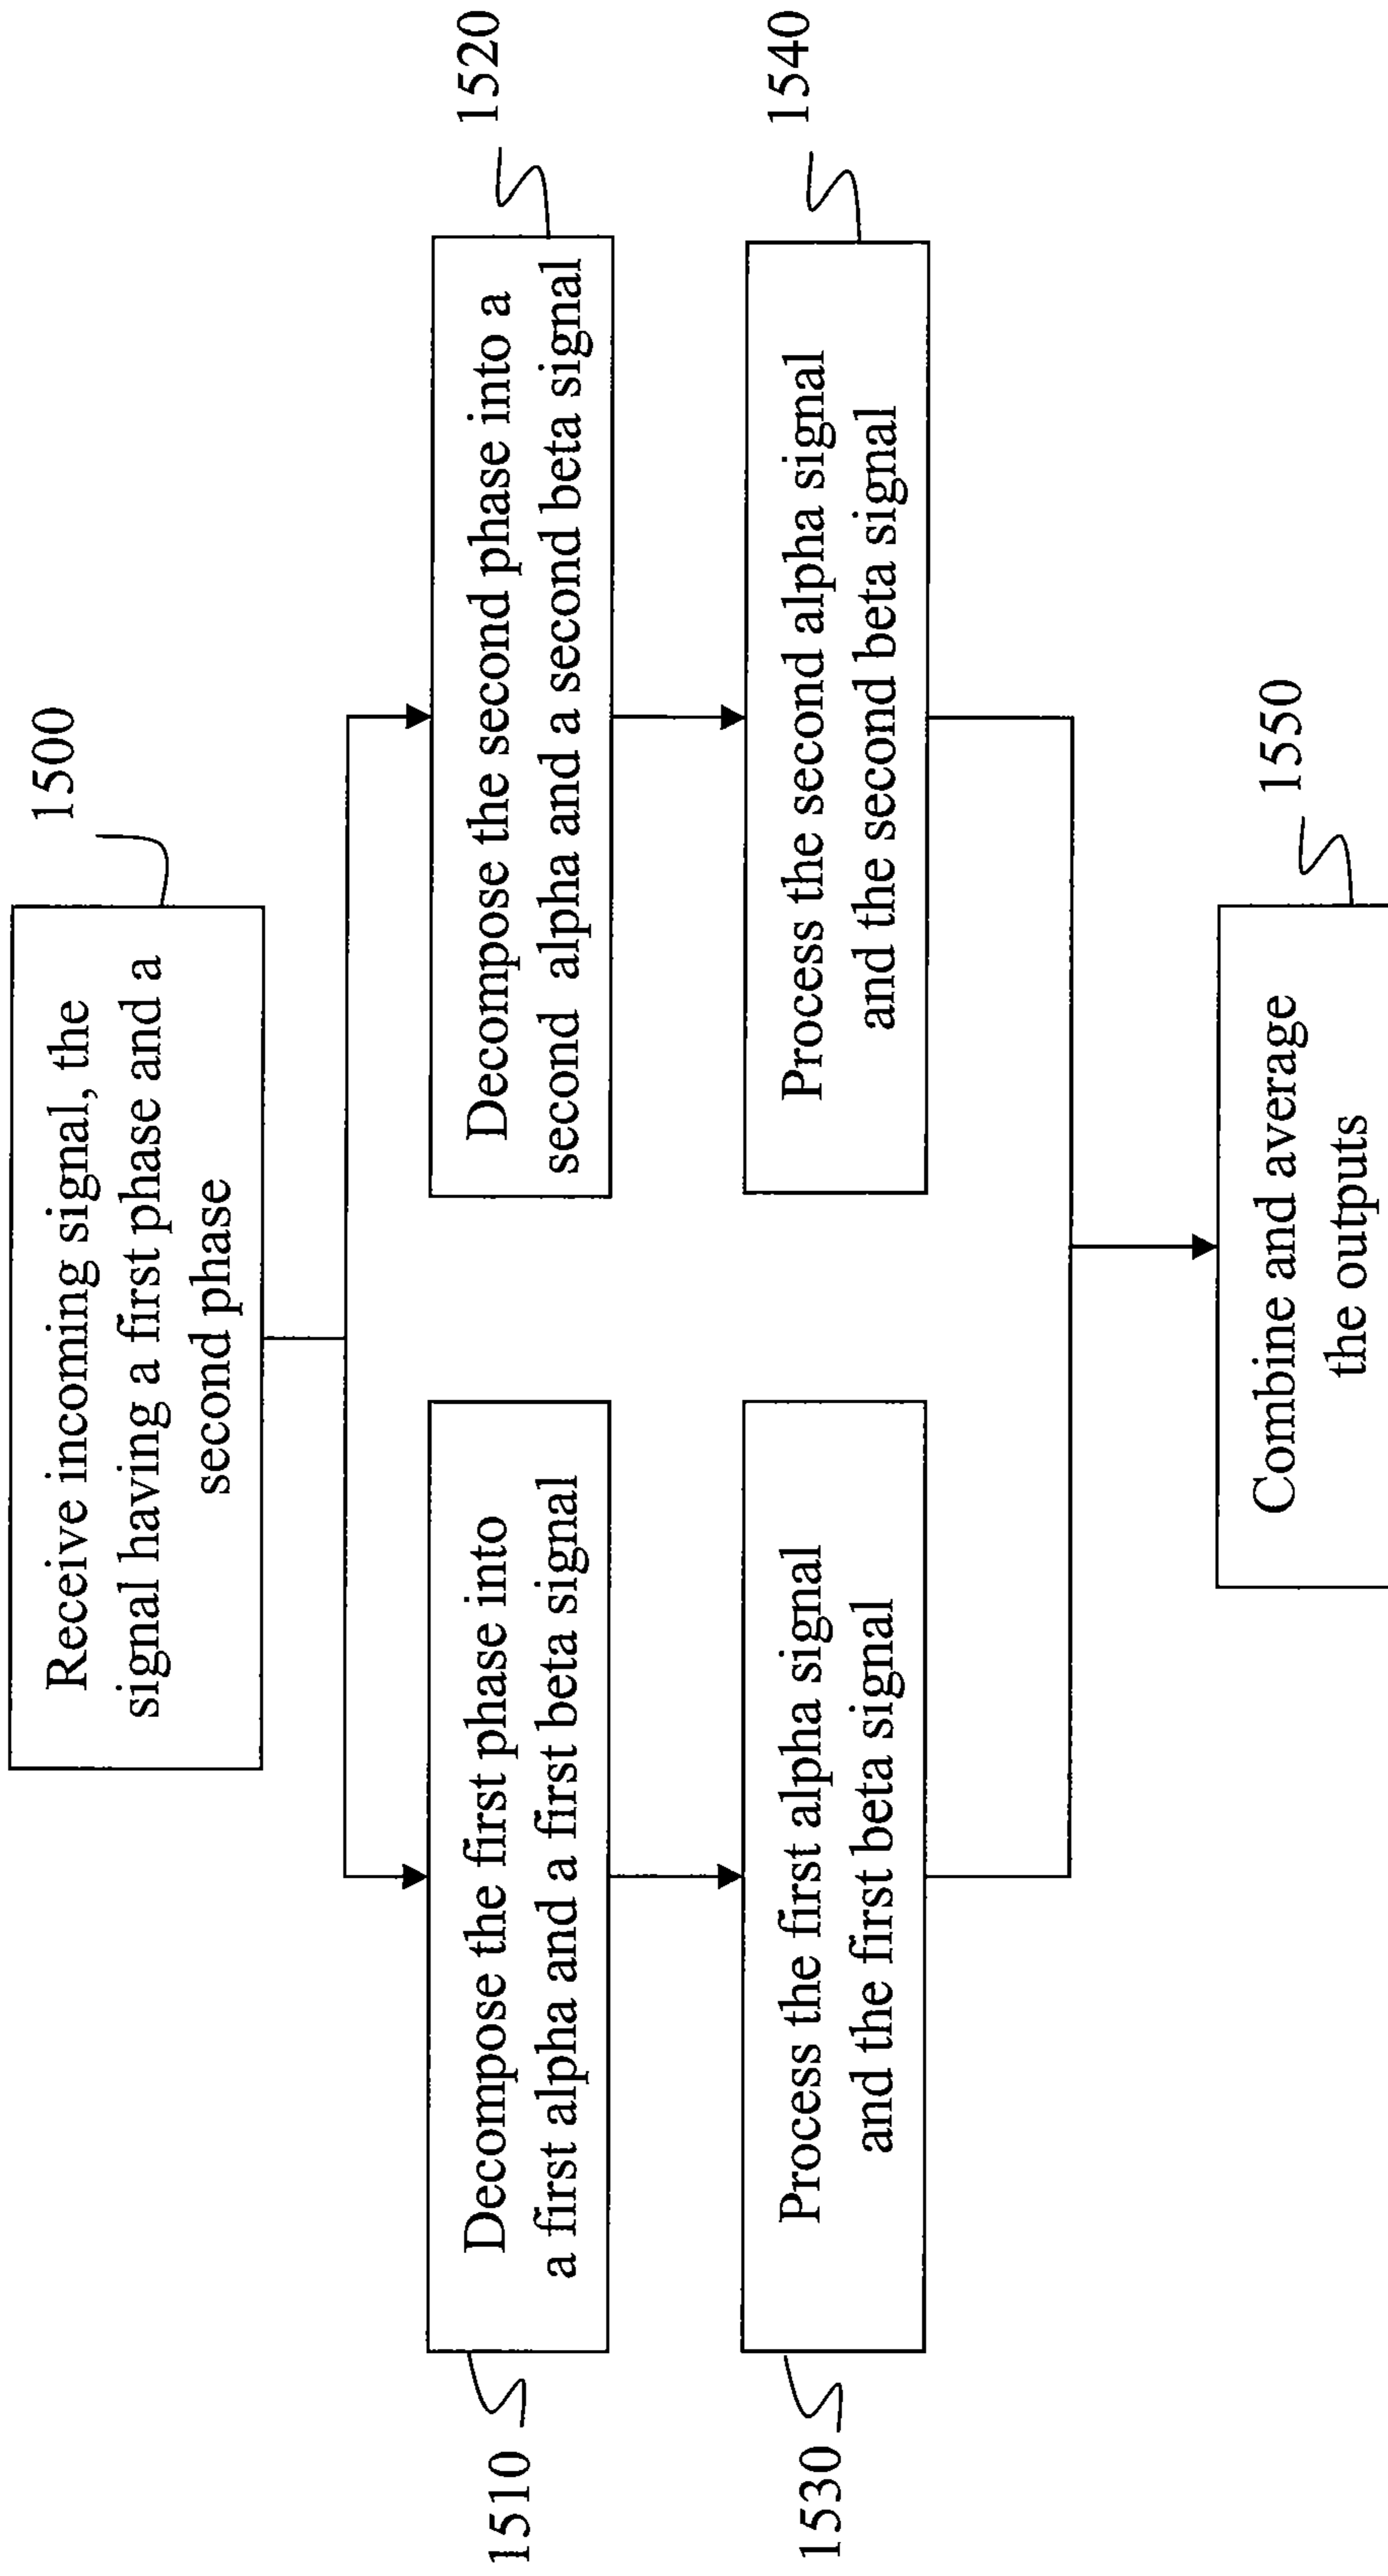 Receive incoming signal, the
signal having a first phase and a
second phase
1500
Decompose the first phase into
a first alpha and a first beta signal
1510
Decompose the second phase into a
second alpha and a second beta signal
1520
Process the first alpha signal
and the first beta signal
1530
Process the second alpha signal
and the second beta signal
1540
Combine and average
the outputs
1550